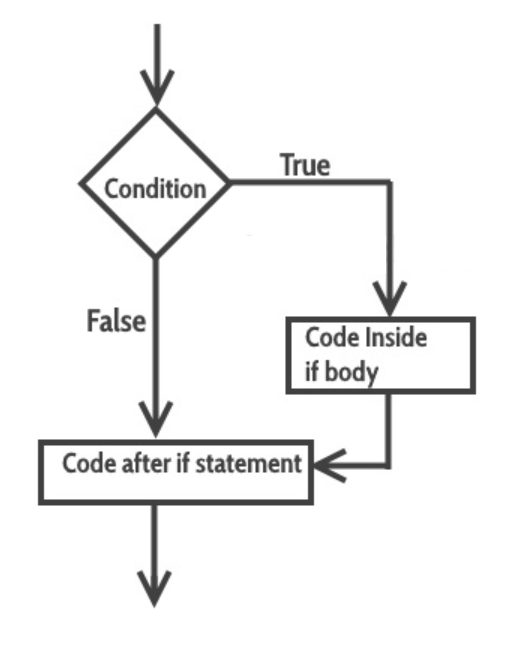 True
Condition
False
Code Inside
if body
Code after if statement